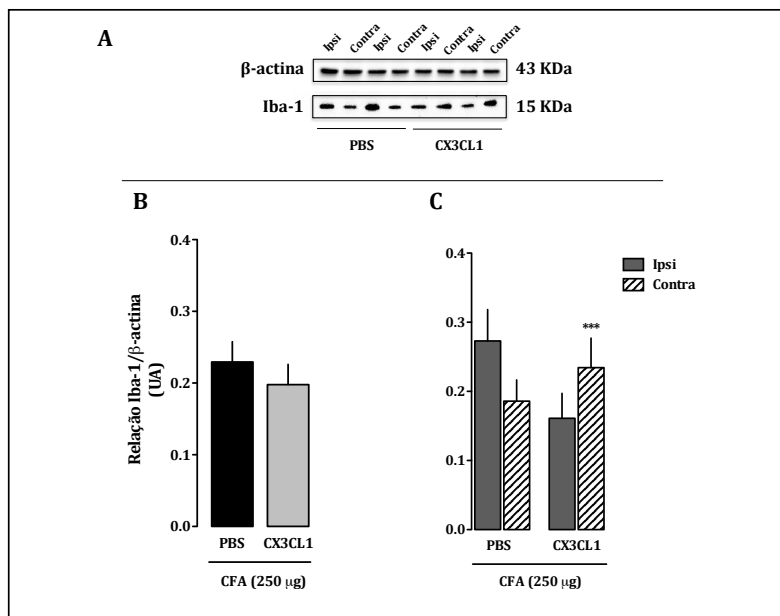 A
Ipsi Contra Ipsi Contra Ipsi Contra Ipsi Contra
β-actina 43 KDa
Iba-1 15 KDa
PBS CX3CL1
B
C
Relação Iba-1/β-actina
(UA)
0.4
0.3
0.2
0.1
0.0
PBS CX3CL1
CFA (250 µg)
0.4
0.3
0.2
0.1
0.0
Ipsi
Contra
***
PBS CX3CL1
CFA (250 µg)